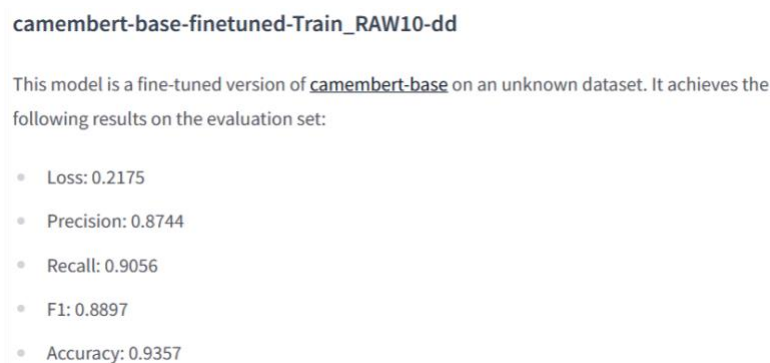 camembert-base-finetuned-Train_RAW10-dd
This model is a fine-tuned version of camembert-base on an unknown dataset. It achieves the
following results on the evaluation set:
Loss: 0.2175
Precision: 0.8744
Recall: 0.9056
F1: 0.8897
Accuracy: 0.9357